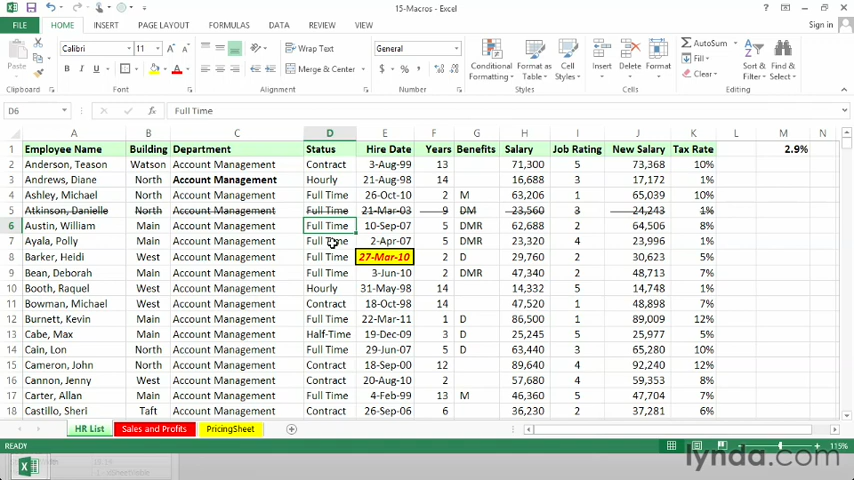 15-Macros - Excel
Sign in
FILE HOME INSERT PAGE LAYOUT FORMULAS DATA REVIEW VIEW
Calibri 11 Wrap Text General AutoSum
Paste B I U Merge & Center $ % Conditional Formatting Format as Table Cell Styles Insert Delete Format Fill Clear Sort & Filter Find & Select
Clipboard Font Alignment Number Styles Cells Editing
D6 fx Full Time
A B C D E F G H I J K L M N
1 Employee Name Building Department Status Hire Date Years Benefits Salary Job Rating New Salary Tax Rate 2.9%
2 Anderson, Teason Watson Account Management Contract 3-Aug-99 13 71,300 5 73,368 10%
3 Andrews, Diane North Account Management Hourly 21-Aug-98 14 16,688 3 17,172 1%
4 Ashley, Michael North Account Management Full Time 26-Oct-10 2 M 63,206 1 65,039 10%
5 Atkinson, Danielle North Account Management Full Time 21-Mar-03 9 DM 23,560 3 24,243 1%
6 Austin, William Main Account Management Full Time 10-Sep-07 5 DMR 62,688 2 64,506 8%
7 Ayala, Polly Main Account Management Full Time 2-Apr-07 5 DMR 23,320 4 23,996 1%
8 Barker, Heidi West Account Management Full Time 27-Mar-10 2 D 29,760 3 30,623 5%
9 Bean, Deborah Main Account Management Full Time 3-Jun-10 2 DMR 47,340 2 48,713 7%
10 Booth, Raquel West Account Management Hourly 31-May-98 14 14,332 5 14,748 1%
11 Bowman, Michael Main Account Management Contract 18-Oct-98 14 47,520 1 48,898 7%
12 Burnett, Kevin Main Account Management Full Time 22-Mar-11 1 D 86,500 1 89,009 12%
13 Cabe, Max Main Account Management Half-Time 19-Dec-09 3 D 25,245 5 25,977 5%
14 Cain, Lon North Account Management Full Time 29-Jun-07 5 D 63,440 3 65,280 10%
15 Cameron, John North Account Management Contract 18-Sep-00 12 89,640 4 92,240 12%
16 Cannon, Jenny West Account Management Contract 20-Aug-10 2 57,680 4 59,353 8%
17 Carter, Allan Main Account Management Full Time 4-Feb-99 13 M 46,360 5 47,704 7%
18 Castillo, Sheri Taft Account Management Contract 26-Sep-06 6 36,230 2 37,281 6%
HR List Sales and Profits PricingSheet
READY 115%
lynda.com